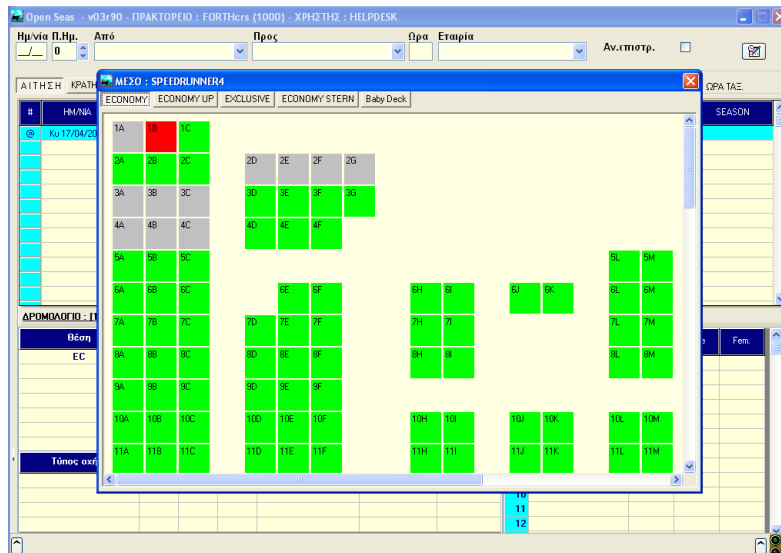 Open Seas - v03r90 - ΠΡΑΚΤΟΡΕΙΟ : FORTHcrs (1000) - ΧΡΗΣΤΗΣ : HELPDESK
Ημ/νία Π.Ημ. Από Προς Ωρα Εταιρία
_/_ 0 Αν.επιστρ.
ΑΙΤΗΣΗ ΚΡΑΤΗ ΩΡΑ ΤΑΞ.
ΜΕΣΟ : SPEEDRUNNER4
ECONOMY ECONOMY UP EXCLUSIVE ECONOMY STERN Baby Deck
# ΗΜ/ΝΙΑ SEASON
@ Κυ 17/04/20
1A 1B 1C
2A 2B 2C 2D 2E 2F 2G
3A 3B 3C 3D 3E 3F 3G
4A 4B 4C 4D 4E 4F
5A 5B 5C 5L 5M
6A 6B 6C 6E 6F 6H 6I 6J 6K 6L 6M
7A 7B 7C 7D 7E 7F 7H 7I 7L 7M
8A 8B 8C 8D 8E 8F 8H 8I 8L 8M
9A 9B 9C 9D 9E 9F
10A 10B 10C 10D 10E 10F 10H 10I 10J 10K 10L 10M
11A 11B 11C 11D 11E 11F 11H 11I 11J 11K 11L 11M
ΔΡΟΜΟΛΟΓΙΟ : [1
Θέση Fem.
EC
Τύπος οχή
10
11
12